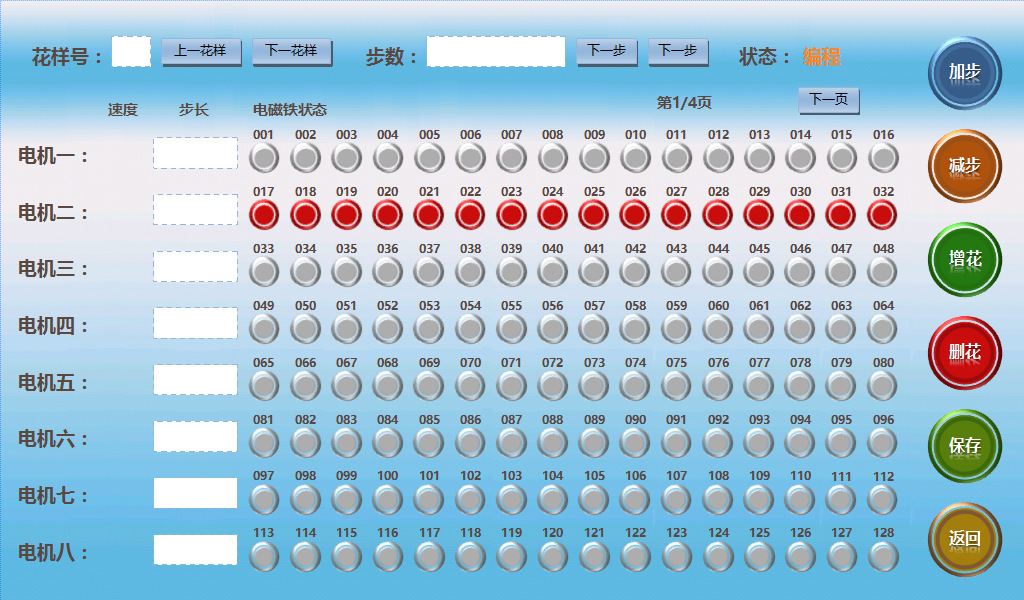 花样号： 上一花样 下一花样 步数： 下一步 下一步 状态： 编程
加步
速度 步长 电磁铁状态 第1/4页 下一页
001 002 003 004 005 006 007 008 009 010 011 012 013 014 015 016
电机一：
减步
017 018 019 020 021 022 023 024 025 026 027 028 029 030 031 032
电机二：
033 034 035 036 037 038 039 040 041 042 043 044 045 046 047 048
电机三：
增花
049 050 051 052 053 054 055 056 057 058 059 060 061 062 063 064
电机四：
删花
065 066 067 068 069 070 071 072 073 074 075 076 077 078 079 080
电机五：
081 082 083 084 085 086 087 088 089 090 091 092 093 094 095 096
电机六：
保存
097 098 099 100 101 102 103 104 105 106 107 108 109 110 111 112
电机七：
113 114 115 116 117 118 119 120 121 122 123 124 125 126 127 128
电机八：
返回